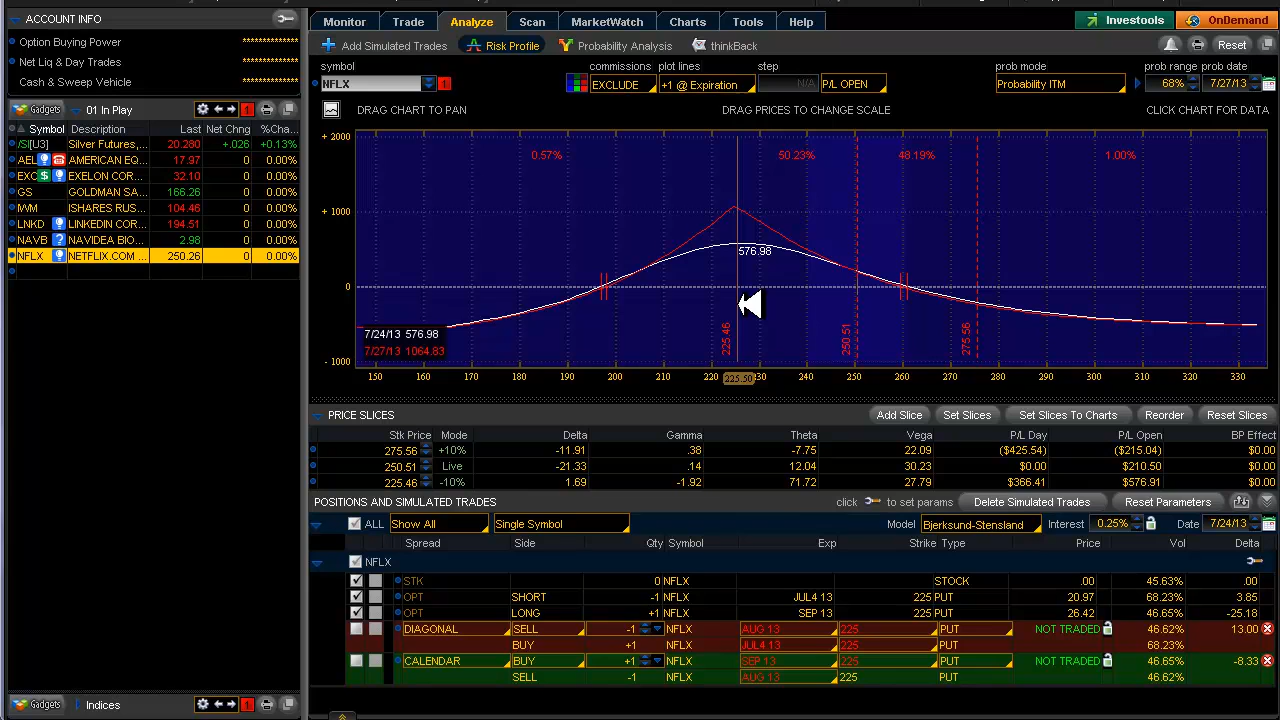 ACCOUNT INFO
Option Buying Power ************
Net Liq & Day Trades ************
Cash & Sweep Vehicle ************
Gadgets 01 In Play 1
Symbol Description Last Net Chng %Cha...
/SI[U3] Silver Futures,... 20.280 +.026 +0.13%
AEL AMERICAN EQ... 17.97 0 0.00%
EXC $ EXELON COR... 32.10 0 0.00%
GS GOLDMAN SA... 166.26 0 0.00%
IWM ISHARES RUS... 104.46 0 0.00%
LNKD LINKEDIN COR... 194.51 0 0.00%
NAVB ? NAVIDEA BIO... 2.98 0 0.00%
NFLX NETFLIX.COM ... 250.26 0 0.00%
Gadgets Indices 1
Monitor Trade Analyze Scan MarketWatch Charts Tools Help Investools OnDemand
Add Simulated Trades Risk Profile Probability Analysis thinkBack Reset
symbol commissions plot lines step prob mode prob range prob date
NFLX 1 EXCLUDE +1 @ Expiration N/A P/L OPEN Probability ITM 68% 7/27/13
DRAG CHART TO PAN DRAG PRICES TO CHANGE SCALE CLICK CHART FOR DATA
+ 2000
0.57% 50.23% 48.19% 1.00%
+ 1000
576.98
0
225.46 250.51 275.56
7/24/13 576.98
7/27/13 1064.83
- 1000
150 160 170 180 190 200 210 220 225.50 230 240 250 260 270 280 290 300 310 320 330
PRICE SLICES Add Slice Set Slices Set Slices To Charts Reorder Reset Slices
Stk Price Mode Delta Gamma Theta Vega P/L Day P/L Open BP Effect
275.56 +10% -11.91 .38 -7.75 22.09 ($425.54) ($215.04) $0.00
250.51 Live -21.33 .14 12.04 30.23 $0.00 $210.50 $0.00
225.46 -10% 1.69 -1.92 71.72 27.79 $366.41 $576.91 $0.00
POSITIONS AND SIMULATED TRADES click to set params Delete Simulated Trades Reset Parameters
ALL Show All Single Symbol Model Bjerksund-Stensland Interest 0.25% Date 7/24/13
Spread Side Qty Symbol Exp Strike Type Price Vol Delta
NFLX
STK 0 NFLX STOCK .00 45.63% .00
OPT SHORT -1 NFLX JUL4 13 225 PUT 20.97 68.23% 3.85
OPT LONG +1 NFLX SEP 13 225 PUT 26.42 46.65% -25.18
DIAGONAL SELL -1 NFLX AUG 13 225 PUT NOT TRADED 46.62% 13.00
BUY +1 NFLX JUL4 13 225 PUT 68.23%
CALENDAR BUY +1 NFLX SEP 13 225 PUT NOT TRADED 46.65% -8.33
SELL -1 NFLX AUG 13 225 46.62%